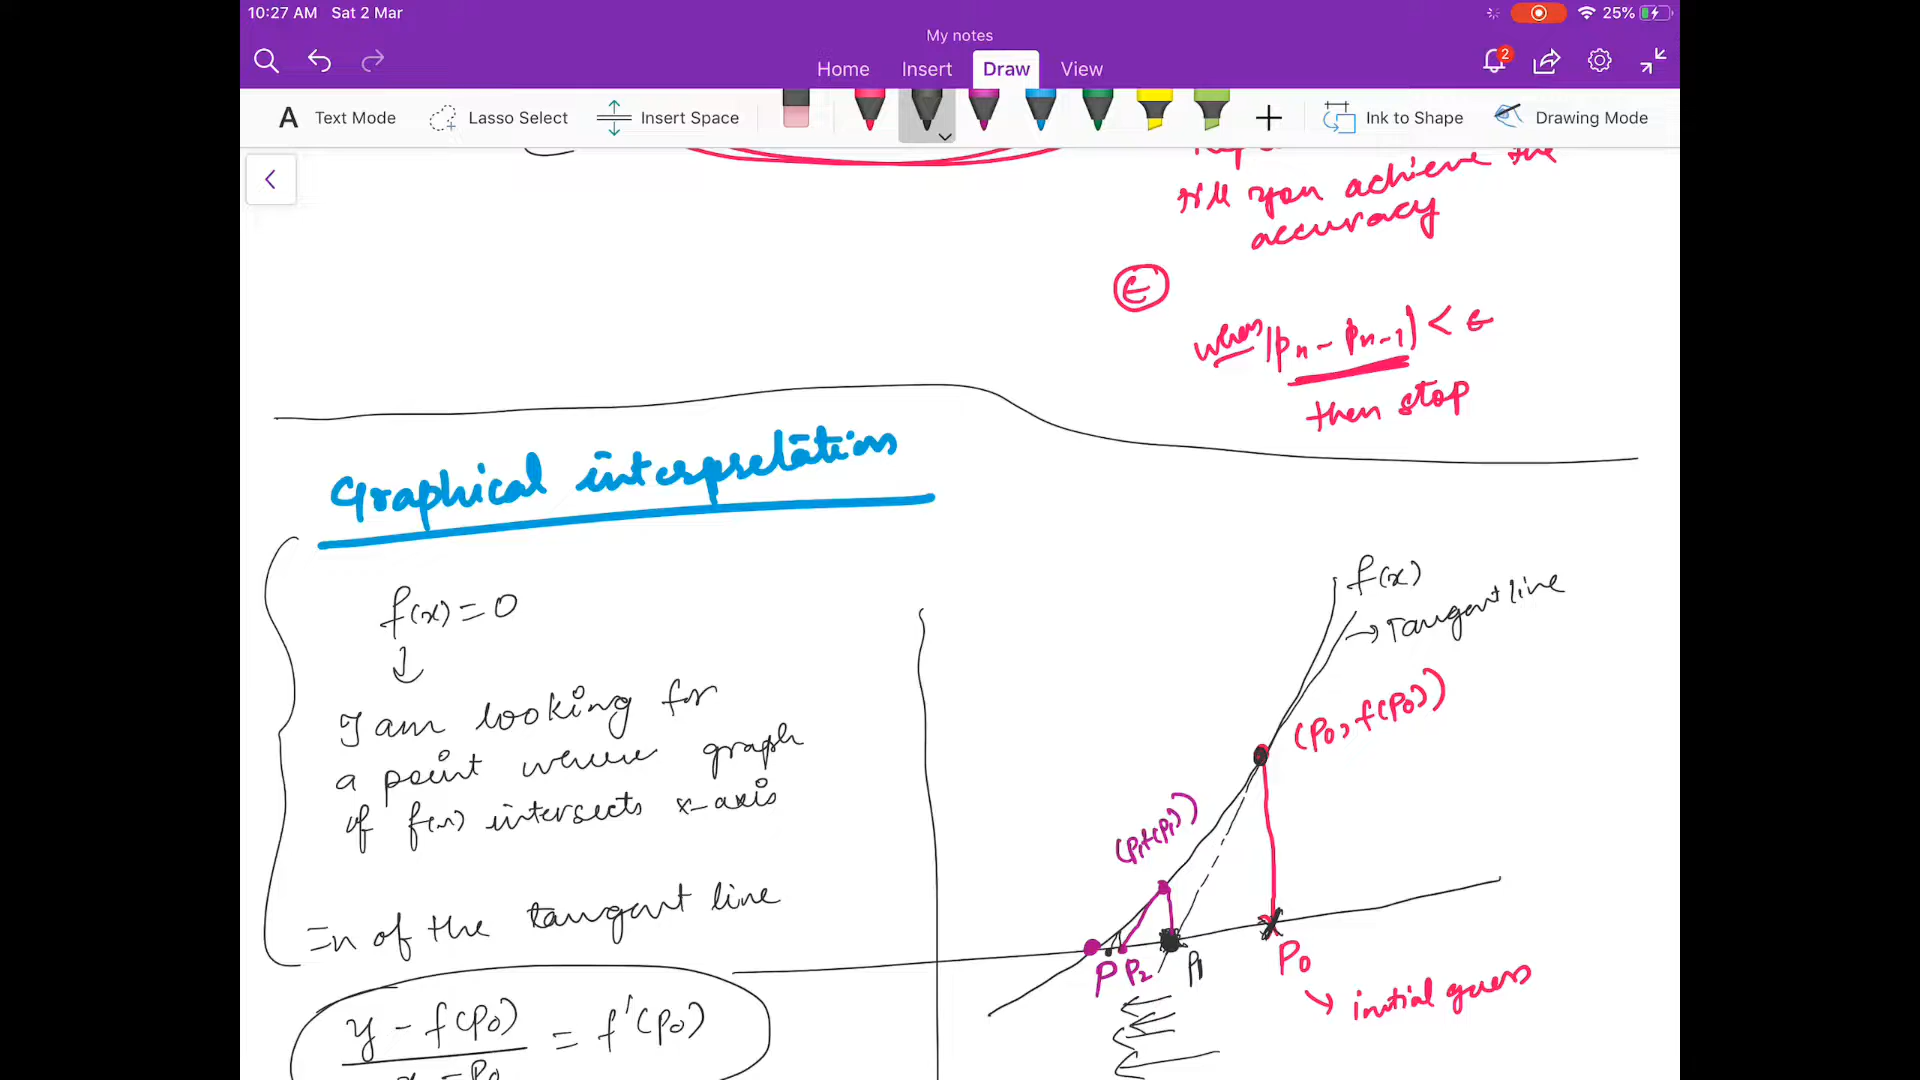 10:27 AM Sat 2 Mar
25%
My notes
Home Insert Draw View
2
A Text Mode Lasso Select Insert Space Ink to Shape Drawing Mode
the
till you achieve
accuracy
ϵ
when |pn - pn-1| < ϵ
then stop
Graphical interpretation
f(x) = 0
↓
I am looking for
a point where graph
of f(x) intersects x-axis
=n of the tangent line
y - f(p0)
= f'(p0)
x - p0
f(x)
→ Tangent line
(p0, f(p0))
(p1, f(p1))
P P2 P1 P0
→ initial guess